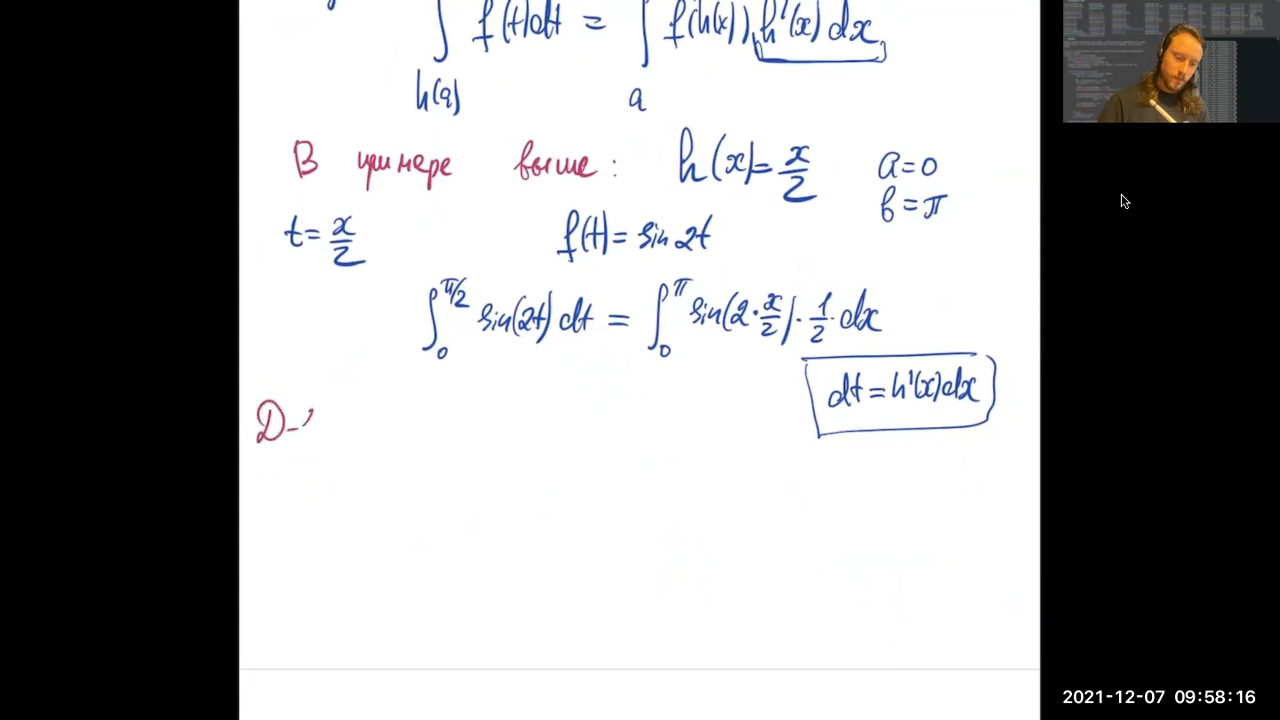 ∫ f(t)dt = ∫ f(h(x)) h'(x) dx
h(a) a
В примере выше: h(x)=x/2 a=0
b=π
t=x/2 f(t)=sin 2t
∫₀^{π/2} sin(2t) dt = ∫₀^π sin(2·x/2)·1/2·dx
dt=h'(x)dx
D-
2021-12-07 09:58:16